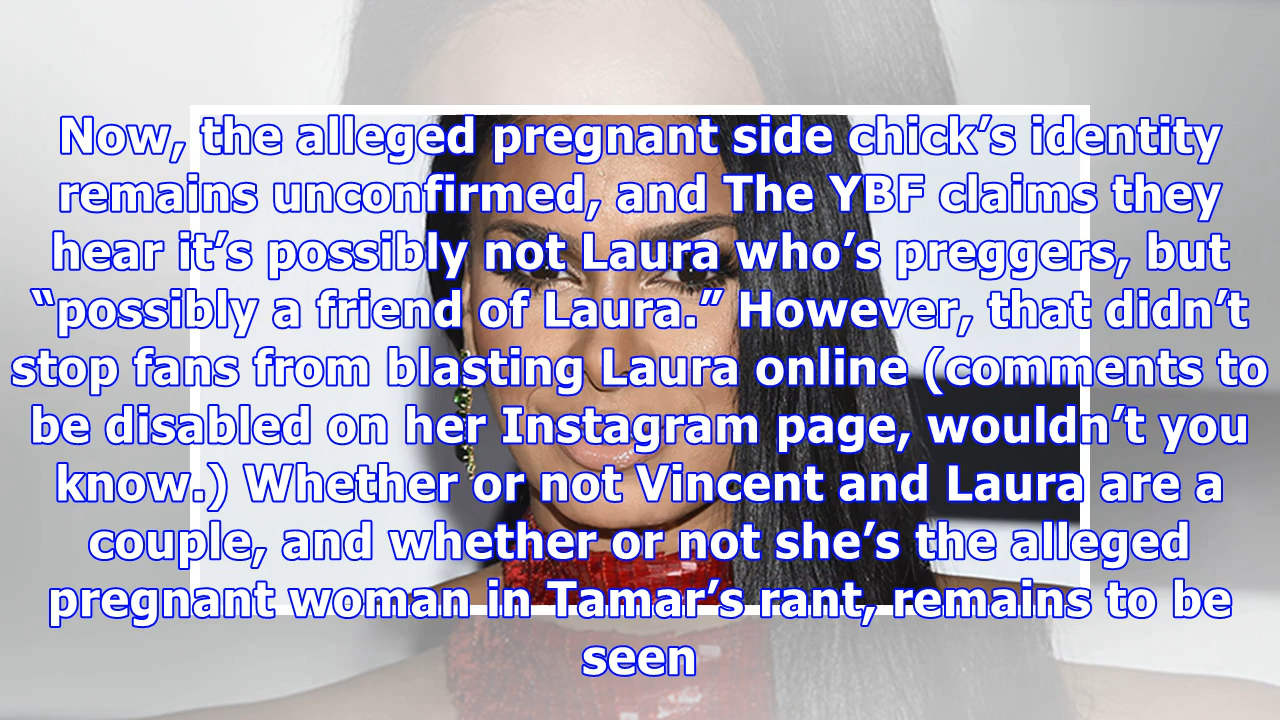 Now, the alleged pregnant side chick’s identity
remains unconfirmed, and The YBF claims they
hear it’s possibly not Laura who’s preggers, but
“possibly a friend of Laura.” However, that didn’t
stop fans from blasting Laura online (comments to
be disabled on her Instagram page, wouldn’t you
know.) Whether or not Vincent and Laura are a
couple, and whether or not she’s the alleged
pregnant woman in Tamar’s rant, remains to be
seen